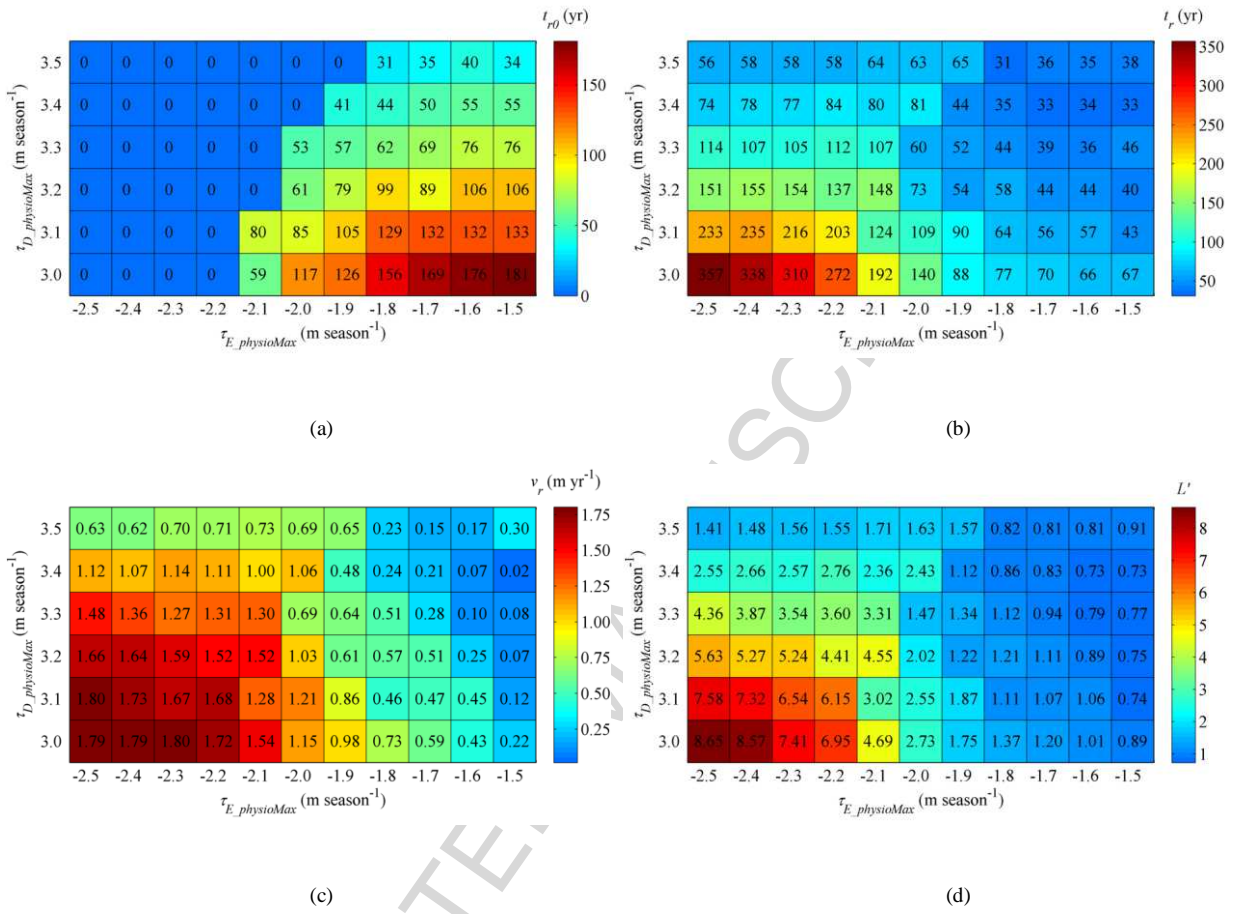 t_r0 (yr)
3.5 0 0 0 0 0 0 0 31 35 40 34
3.4 0 0 0 0 0 0 41 44 50 55 55
3.3 0 0 0 0 0 53 57 62 69 76 76
3.2 0 0 0 0 0 61 79 99 89 106 106
3.1 0 0 0 0 80 85 105 129 132 132 133
3.0 0 0 0 0 59 117 126 156 169 176 181
-2.5 -2.4 -2.3 -2.2 -2.1 -2.0 -1.9 -1.8 -1.7 -1.6 -1.5
τ_E_physioMax (m season⁻¹)
τ_D_physioMax (m season⁻¹)
150
100
50
0
(a)
t_r (yr)
3.5 56 58 58 58 64 63 65 31 36 35 38
3.4 74 78 77 84 80 81 44 35 33 34 33
3.3 114 107 105 112 107 60 52 44 39 36 46
3.2 151 155 154 137 148 73 54 58 44 44 40
3.1 233 235 216 203 124 109 90 64 56 57 43
3.0 357 338 310 272 192 140 88 77 70 66 67
-2.5 -2.4 -2.3 -2.2 -2.1 -2.0 -1.9 -1.8 -1.7 -1.6 -1.5
τ_E_physioMax (m season⁻¹)
τ_D_physioMax (m season⁻¹)
350
300
250
200
150
100
50
(b)
v_r (m yr⁻¹)
3.5 0.63 0.62 0.70 0.71 0.73 0.69 0.65 0.23 0.15 0.17 0.30
3.4 1.12 1.07 1.14 1.11 1.00 1.06 0.48 0.24 0.21 0.07 0.02
3.3 1.48 1.36 1.27 1.31 1.30 0.69 0.64 0.51 0.28 0.10 0.08
3.2 1.66 1.64 1.59 1.52 1.52 1.03 0.61 0.57 0.51 0.25 0.07
3.1 1.80 1.73 1.67 1.68 1.28 1.21 0.86 0.46 0.47 0.45 0.12
3.0 1.79 1.79 1.80 1.72 1.54 1.15 0.98 0.73 0.59 0.43 0.22
-2.5 -2.4 -2.3 -2.2 -2.1 -2.0 -1.9 -1.8 -1.7 -1.6 -1.5
τ_E_physioMax (m season⁻¹)
τ_D_physioMax (m season⁻¹)
1.75
1.50
1.25
1.00
0.75
0.50
0.25
(c)
L'
3.5 1.41 1.48 1.56 1.55 1.71 1.63 1.57 0.82 0.81 0.81 0.91
3.4 2.55 2.66 2.57 2.76 2.36 2.43 1.12 0.86 0.83 0.73 0.73
3.3 4.36 3.87 3.54 3.60 3.31 1.47 1.34 1.12 0.94 0.79 0.77
3.2 5.63 5.27 5.24 4.41 4.55 2.02 1.22 1.21 1.11 0.89 0.75
3.1 7.58 7.32 6.54 6.15 3.02 2.55 1.87 1.11 1.07 1.06 0.74
3.0 8.65 8.57 7.41 6.95 4.69 2.73 1.75 1.37 1.20 1.01 0.89
-2.5 -2.4 -2.3 -2.2 -2.1 -2.0 -1.9 -1.8 -1.7 -1.6 -1.5
τ_E_physioMax (m season⁻¹)
τ_D_physioMax (m season⁻¹)
8
7
6
5
4
3
2
1
(d)